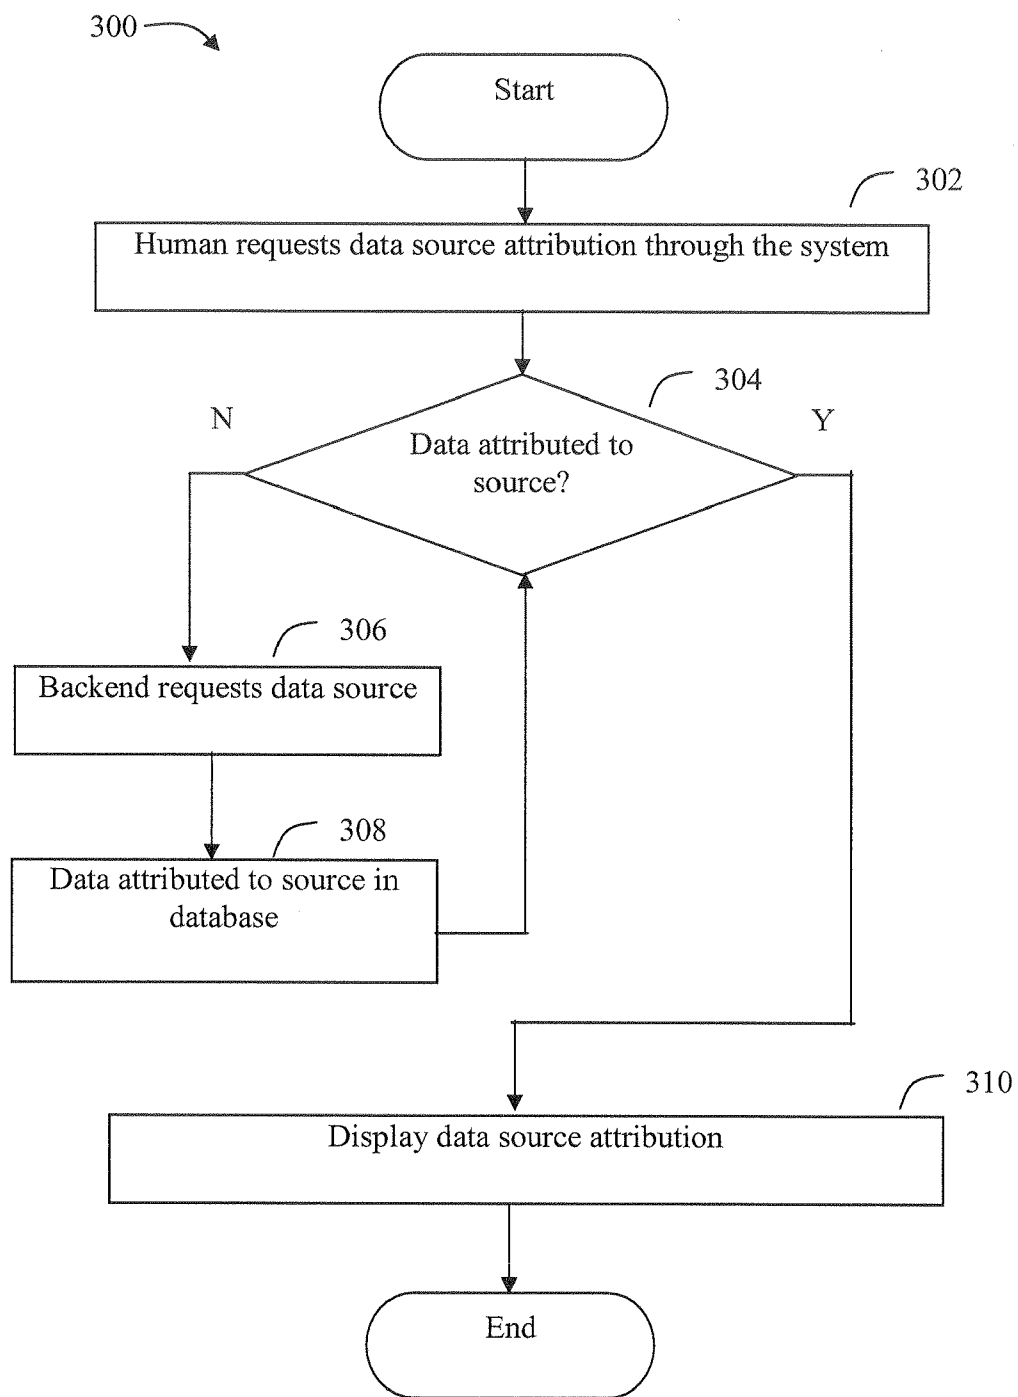 300
Start
302
Human requests data source attribution through the system
304
N
Y
Data attributed to
source?
306
Backend requests data source
308
Data attributed to source in
database
310
Display data source attribution
End